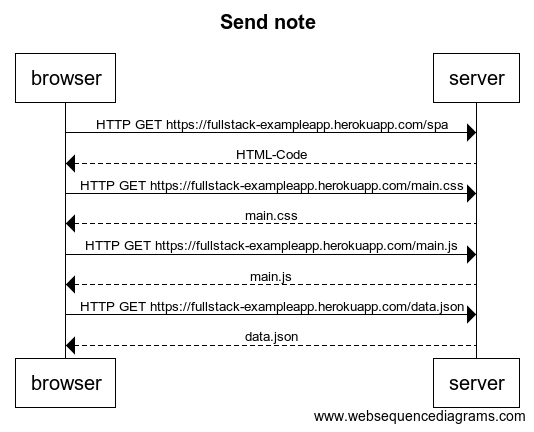 Send note
browser
server
HTTP GET https://fullstack-exampleapp.herokuapp.com/spa
HTML-Code
HTTP GET https://fullstack-exampleapp.herokuapp.com/main.css
main.css
HTTP GET https://fullstack-exampleapp.herokuapp.com/main.js
main.js
HTTP GET https://fullstack-exampleapp.herokuapp.com/data.json
data.json
browser
server
www.websequencediagrams.com